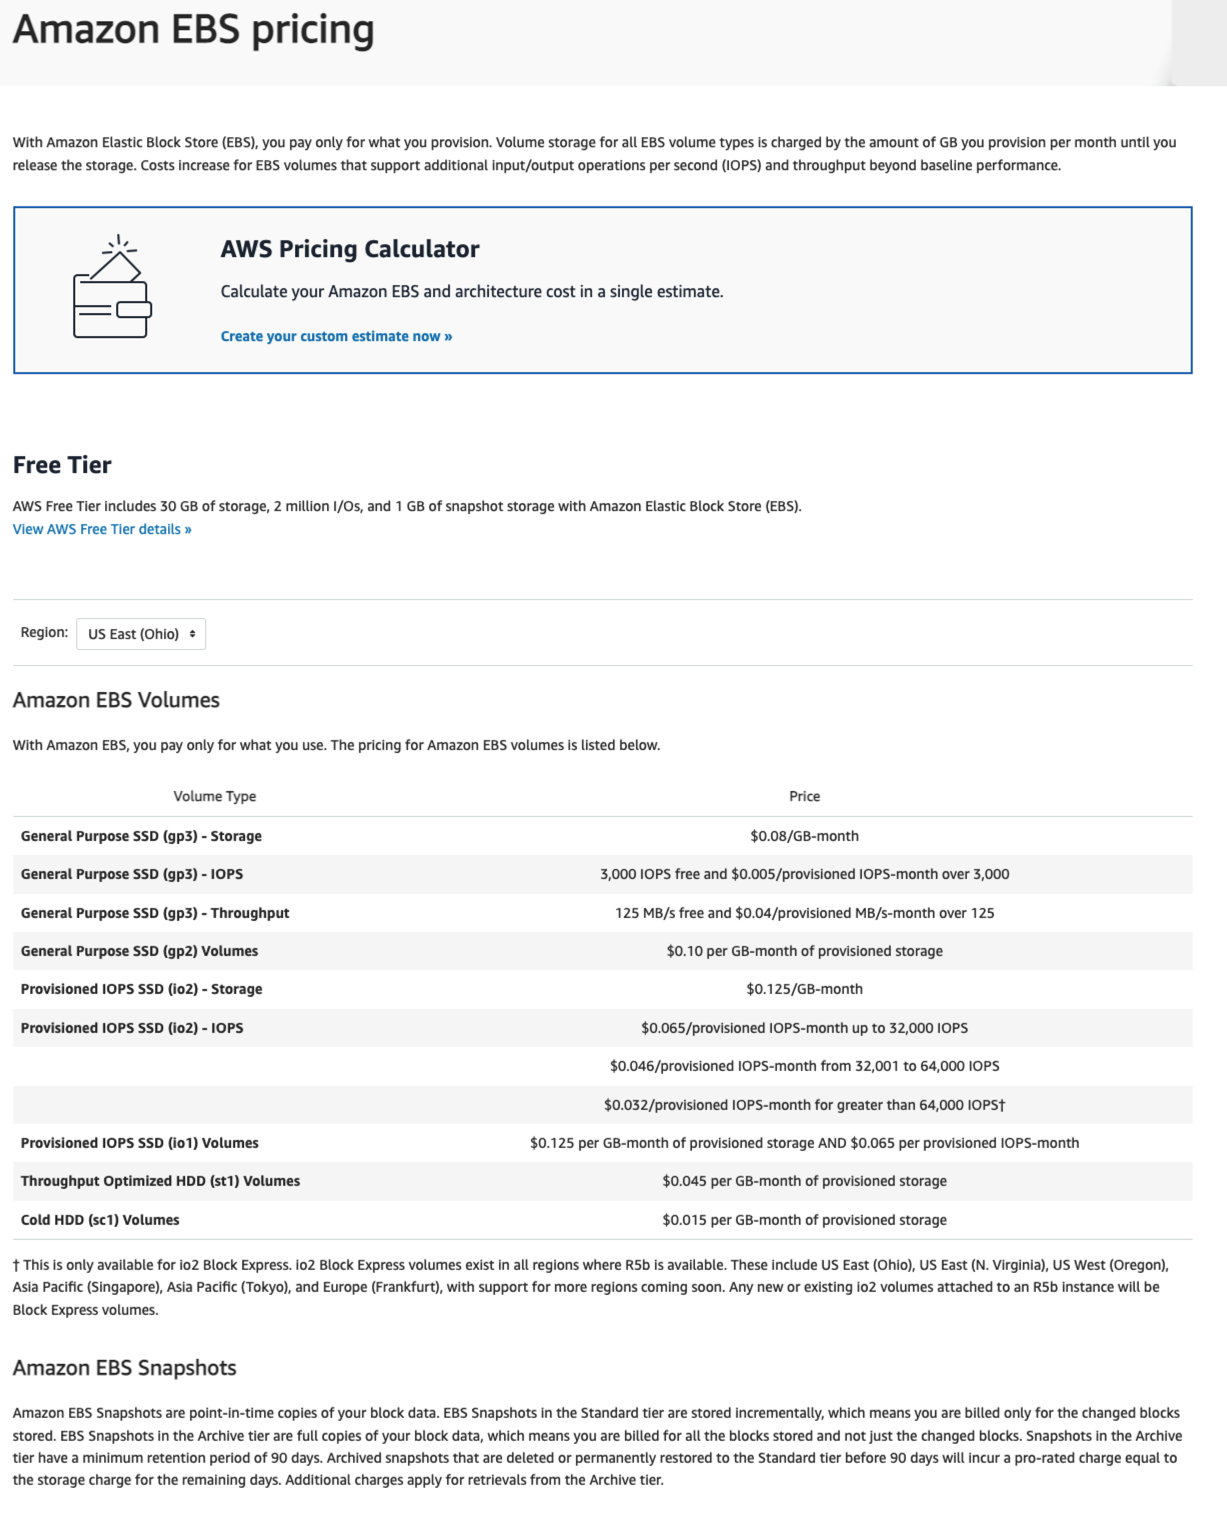 Amazon EBS pricing
With Amazon Elastic Block Store (EBS), you pay only for what you provision. Volume storage for all EBS volume types is charged by the amount of GB you provision per month until you
release the storage. Costs increase for EBS volumes that support additional input/output operations per second (IOPS) and throughput beyond baseline performance.
AWS Pricing Calculator
Calculate your Amazon EBS and architecture cost in a single estimate.
Create your custom estimate now »
Free Tier
AWS Free Tier includes 30 GB of storage, 2 million I/Os, and 1 GB of snapshot storage with Amazon Elastic Block Store (EBS).
View AWS Free Tier details »
Region: US East (Ohio)
Amazon EBS Volumes
With Amazon EBS, you pay only for what you use. The pricing for Amazon EBS volumes is listed below.
Volume Type Price
General Purpose SSD (gp3) - Storage $0.08/GB-month
General Purpose SSD (gp3) - IOPS 3,000 IOPS free and $0.005/provisioned IOPS-month over 3,000
General Purpose SSD (gp3) - Throughput 125 MB/s free and $0.04/provisioned MB/s-month over 125
General Purpose SSD (gp2) Volumes $0.10 per GB-month of provisioned storage
Provisioned IOPS SSD (io2) - Storage $0.125/GB-month
Provisioned IOPS SSD (io2) - IOPS $0.065/provisioned IOPS-month up to 32,000 IOPS
$0.046/provisioned IOPS-month from 32,001 to 64,000 IOPS
$0.032/provisioned IOPS-month for greater than 64,000 IOPS†
Provisioned IOPS SSD (io1) Volumes $0.125 per GB-month of provisioned storage AND $0.065 per provisioned IOPS-month
Throughput Optimized HDD (st1) Volumes $0.045 per GB-month of provisioned storage
Cold HDD (sc1) Volumes $0.015 per GB-month of provisioned storage
† This is only available for io2 Block Express. io2 Block Express volumes exist in all regions where R5b is available. These include US East (Ohio), US East (N. Virginia), US West (Oregon),
Asia Pacific (Singapore), Asia Pacific (Tokyo), and Europe (Frankfurt), with support for more regions coming soon. Any new or existing io2 volumes attached to an R5b instance will be
Block Express volumes.
Amazon EBS Snapshots
Amazon EBS Snapshots are point-in-time copies of your block data. EBS Snapshots in the Standard tier are stored incrementally, which means you are billed only for the changed blocks
stored. EBS Snapshots in the Archive tier are full copies of your block data, which means you are billed for all the blocks stored and not just the changed blocks. Snapshots in the Archive
tier have a minimum retention period of 90 days. Archived snapshots that are deleted or permanently restored to the Standard tier before 90 days will incur a pro-rated charge equal to
the storage charge for the remaining days. Additional charges apply for retrievals from the Archive tier.